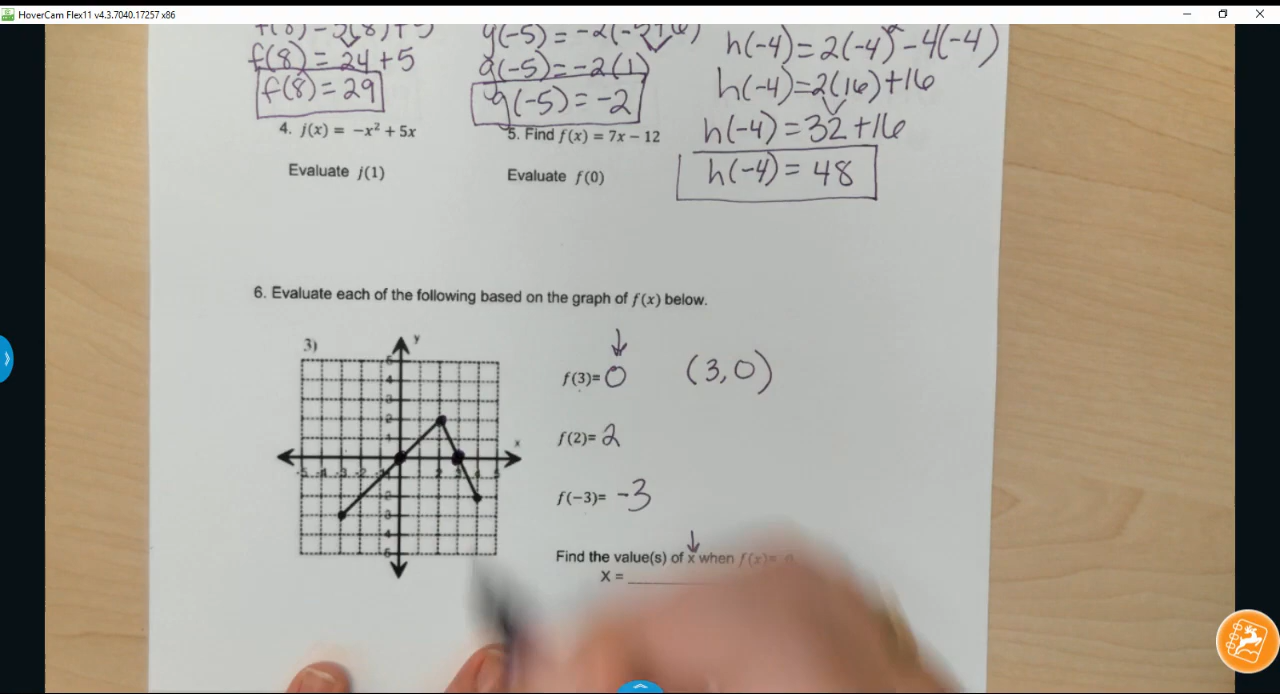 HoverCam Flex11 v4.3.7040.17257 x86
f(8) = 24 + 5
f(8) = 29
g(-5) = -2(1)
g(-5) = -2
h(-4) = 2(-4)² - 4(-4)
h(-4) = 2(16) + 16
h(-4) = 32 + 16
h(-4) = 48
4. j(x) = −x² + 5x
Evaluate j(1)
5. Find f(x) = 7x − 12
Evaluate f(0)
6. Evaluate each of the following based on the graph of f(x) below.
3)
y
x
f(3)= 0 (3,0)
f(2)= 2
f(−3)= -3
Find the value(s) of x when f(x)=
X =